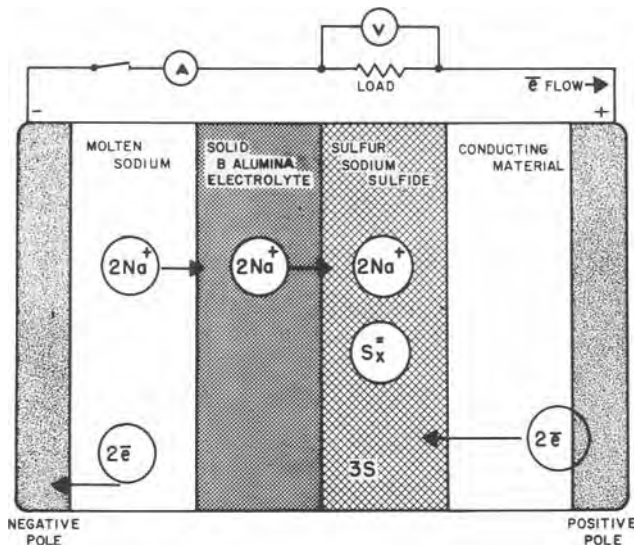 V
A
LOAD
e̅ FLOW
-
+
MOLTEN
SODIUM
SOLID
B ALUMINA
ELECTROLYTE
SULFUR
SODIUM
SULFIDE
CONDUCTING
MATERIAL
2Na+
2Na+
2Na+
Sx=
2e̅
2e̅
3S
NEGATIVE
POLE
POSITIVE
POLE